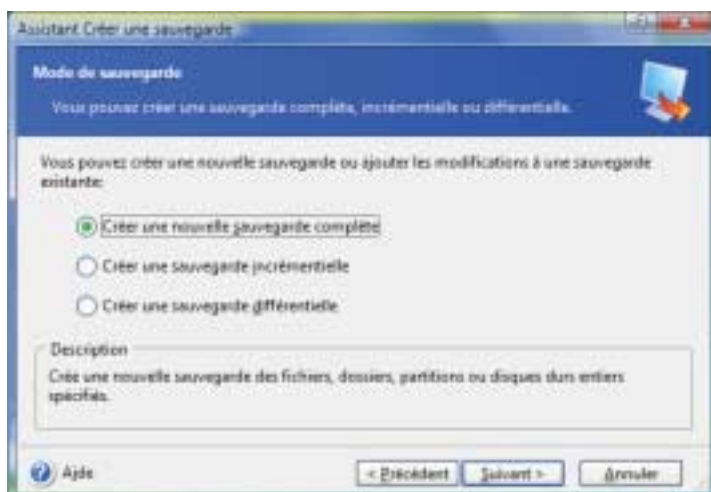 Assistant Créer une sauvegarde
Mode de sauvegarde
Vous pouvez créer une sauvegarde complète, incrémentielle ou différentielle.
Vous pouvez créer une nouvelle sauvegarde ou ajouter les modifications à une sauvegarde
existante:
Créer une nouvelle sauvegarde complète
Créer une sauvegarde incrémentielle
Créer une sauvegarde différentielle
Description
Crée une nouvelle sauvegarde des fichiers, dossiers, partitions ou disques durs entiers
spécifiés.
Aide
< Précédent
Suivant >
Annuler